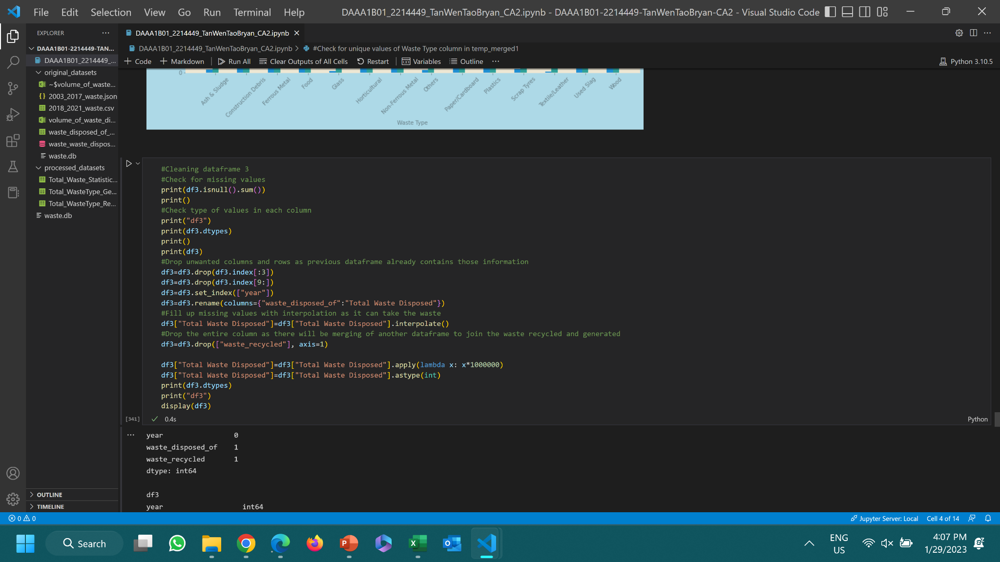 File Edit Selection View Go Run Terminal Help
DAAA1B01_2214449_TanWenTaoBryan_CA2.ipynb - DAAA1B01-2214449-TanWenTaoBryan-CA2 - Visual Studio Code
EXPLORER
DAAA1B01-2214449-TAN...
DAAA1B01_2214449_...
original_datasets
~$volume_of_waste...
2003_2017_waste.json
2018_2021_waste.csv
volume_of_waste_di...
waste_disposed_of_...
waste_waste_dispos...
waste.db
processed_datasets
Total_Waste_Statistic...
Total_WasteType_Ge...
Total_WasteType_Re...
waste.db
OUTLINE
TIMELINE
DAAA1B01_2214449_TanWenTaoBryan_CA2.ipynb
DAAA1B01_2214449_TanWenTaoBryan_CA2.ipynb > #Check for unique values of Waste Type column in temp_merged1
+ Code + Markdown Run All Clear Outputs of All Cells Restart Variables Outline ...
Python 3.10.5
0
Ash & Sludge
Construction Debris
Ferrous Metal
Food
Glass
Horticultural
Non-Ferrous Metal
Others
Paper/Cardboard
Plastics
Scrap Tyres
Textile/Leather
Used Slag
Wood
Waste Type
#Cleaning dataframe 3
#Check for missing values
print(df3.isnull().sum())
print()
#Check type of values in each column
print("df3")
print(df3.dtypes)
print()
print(df3)
#Drop unwanted columns and rows as previous dataframe already contains those information
df3=df3.drop(df3.index[:3])
df3=df3.drop(df3.index[9:])
df3=df3.set_index(["year"])
df3=df3.rename(columns={"waste_disposed_of":"Total Waste Disposed"})
#Fill up missing values with interpolation as it can take the waste
df3["Total Waste Disposed"]=df3["Total Waste Disposed"].interpolate()
#Drop the entire column as there will be merging of another dataframe to join the waste recycled and generated
df3=df3.drop(["waste_recycled"], axis=1)
df3["Total Waste Disposed"]=df3["Total Waste Disposed"].apply(lambda x: x*1000000)
df3["Total Waste Disposed"]=df3["Total Waste Disposed"].astype(int)
print(df3.dtypes)
print("df3")
display(df3)
[341] 0.4s
Python
year 0
waste_disposed_of 1
waste_recycled 1
dtype: int64
df3
year int64
0 0
Jupyter Server: Local Cell 4 of 14
Search
ENG
US
4:07 PM
1/29/2023